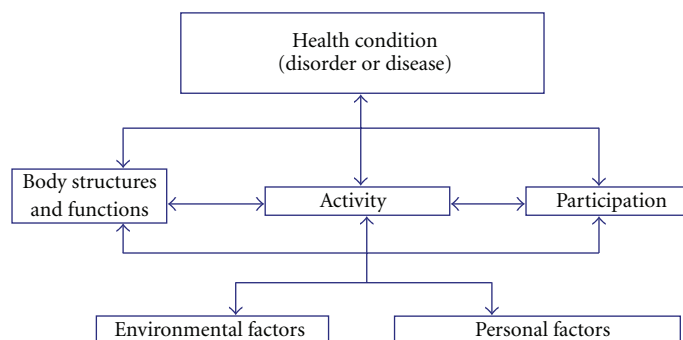 Health condition
(disorder or disease)
Body structures
and functions
Activity
Participation
Environmental factors
Personal factors